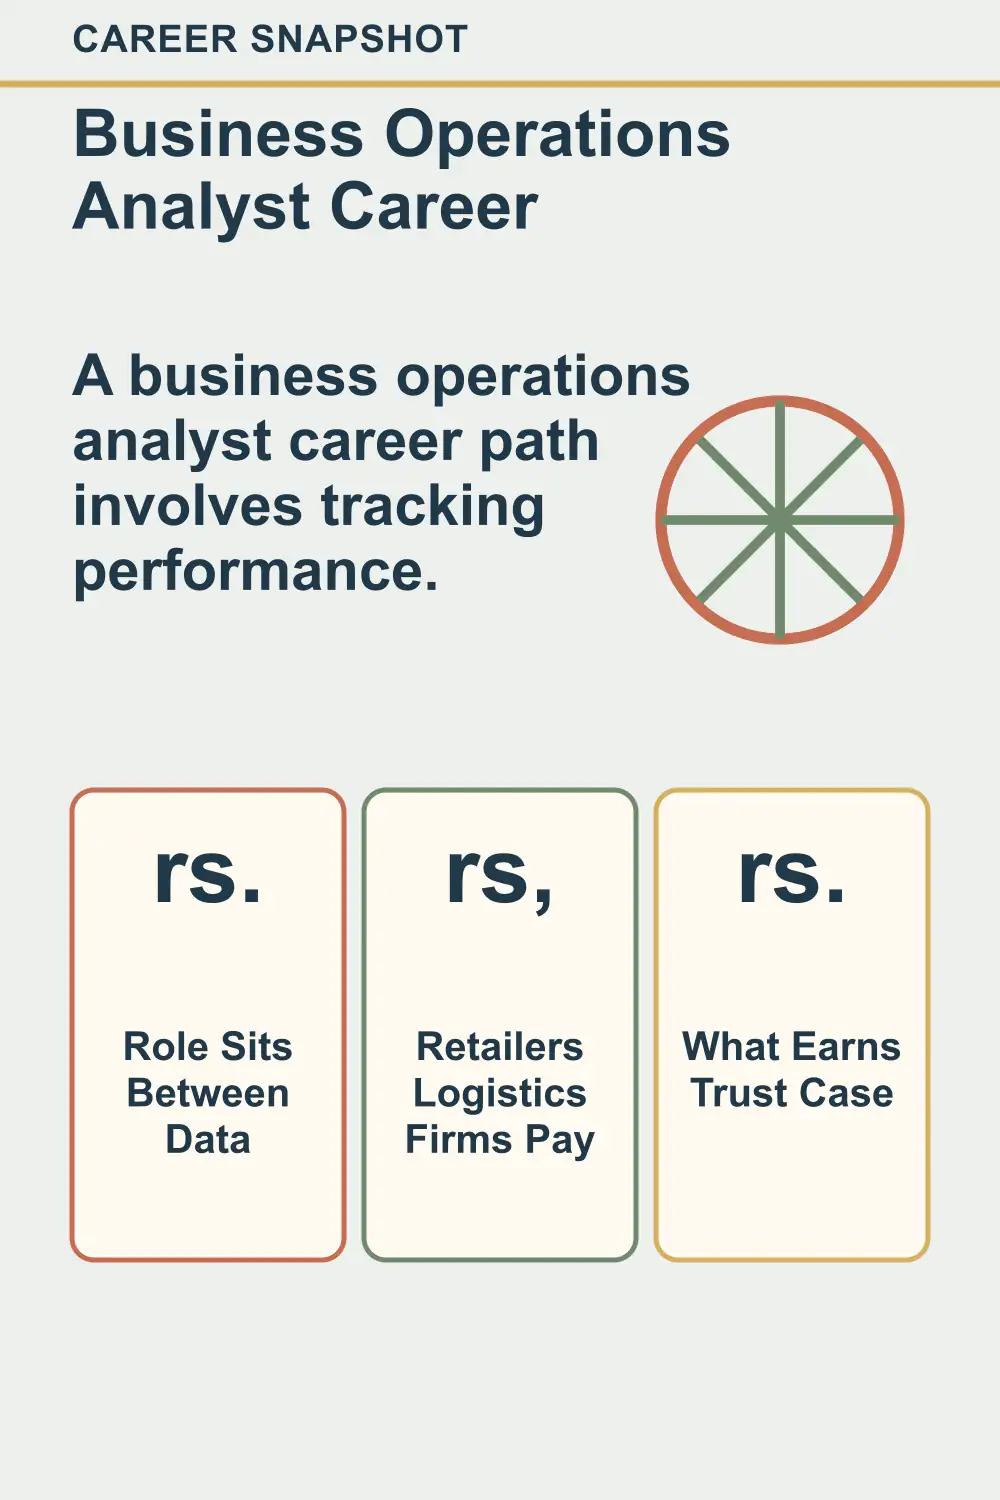 CAREER SNAPSHOT
Business Operations
Analyst Career
A business operations
analyst career path
involves tracking
performance.
rs.
Role Sits
Between
Data
rs,
Retailers
Logistics
Firms Pay
rs.
What Earns
Trust Case